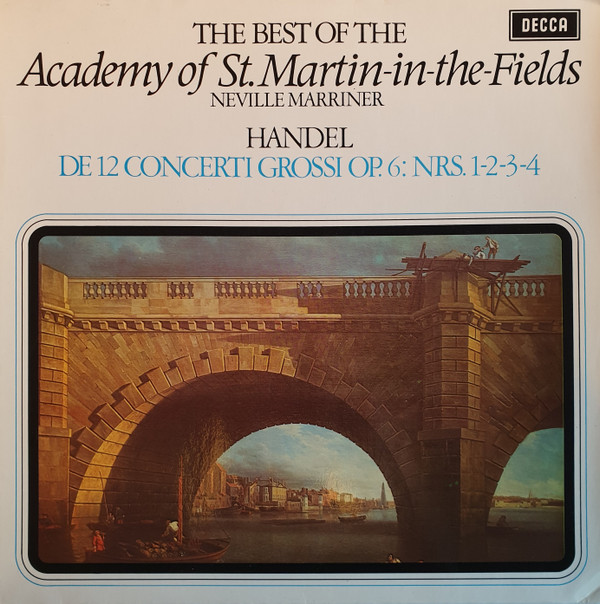 DECCA
THE BEST OF THE
Academy of St. Martin-in-the-Fields
NEVILLE MARRINER
HANDEL
DE 12 CONCERTI GROSSI OP. 6: NRS. 1-2-3-4